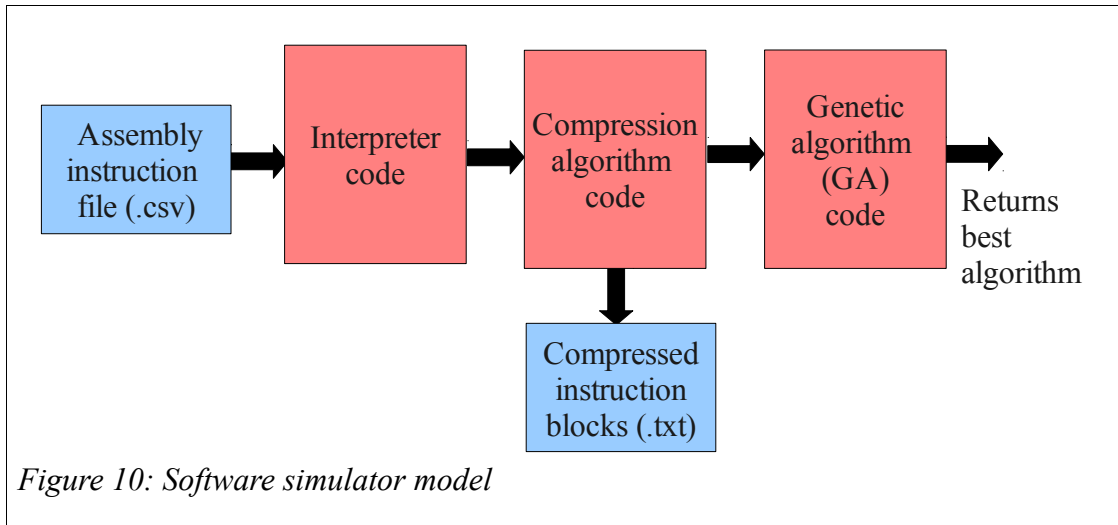 Assembly
instruction
file (.csv)
Interpreter
code
Compression
algorithm
code
Genetic
algorithm
(GA)
code
Returns
best
algorithm
Compressed
instruction
blocks (.txt)
Figure 10: Software simulator model